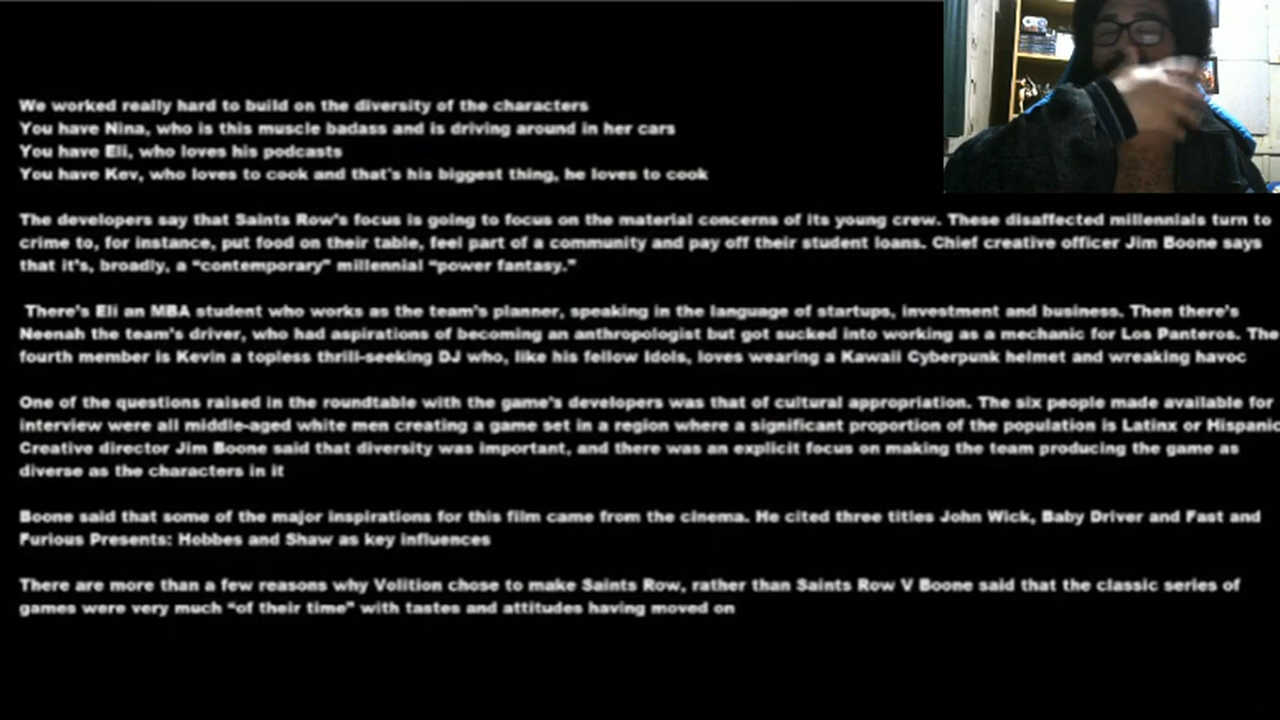 We worked really hard to build on the diversity of the characters
You have Nina, who is this muscle badass and is driving around in her cars
You have Eli, who loves his podcasts
You have Kev, who loves to cook and that's his biggest thing, he loves to cook
The developers say that Saints Row's focus is going to focus on the material concerns of its young crew. These disaffected millennials turn to
crime to, for instance, put food on their table, feel part of a community and pay off their student loans. Chief creative officer Jim Boone says
that it's, broadly, a “contemporary” millennial “power fantasy.”
There's Eli an MBA student who works as the team's planner, speaking in the language of startups, investment and business. Then there's
Neenah the team's driver, who had aspirations of becoming an anthropologist but got sucked into working as a mechanic for Los Panteros. The
fourth member is Kevin a topless thrill-seeking DJ who, like his fellow Idols, loves wearing a Kawaii Cyberpunk helmet and wreaking havoc
One of the questions raised in the roundtable with the game's developers was that of cultural appropriation. The six people made available for
interview were all middle-aged white men creating a game set in a region where a significant proportion of the population is Latinx or Hispanic
Creative director Jim Boone said that diversity was important, and there was an explicit focus on making the team producing the game as
diverse as the characters in it
Boone said that some of the major inspirations for this film came from the cinema. He cited three titles John Wick, Baby Driver and Fast and
Furious Presents: Hobbes and Shaw as key influences
There are more than a few reasons why Volition chose to make Saints Row, rather than Saints Row V Boone said that the classic series of
games were very much “of their time” with tastes and attitudes having moved on